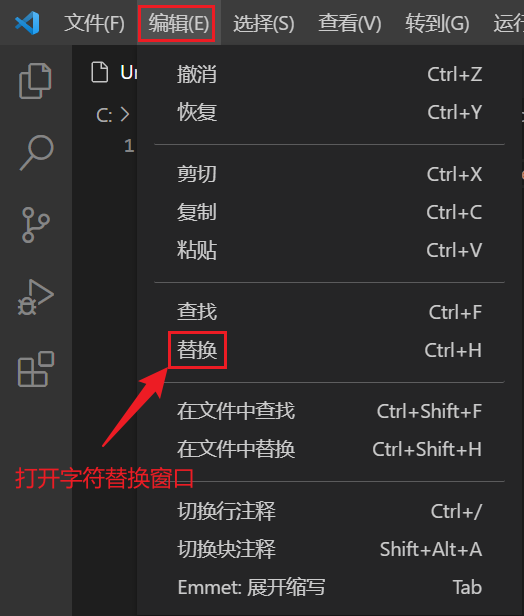 文件(F) 编辑(E) 选择(S) 查看(V) 转到(G) 运行
C: >
1
撤消 Ctrl+Z
恢复 Ctrl+Y
剪切 Ctrl+X
复制 Ctrl+C
粘贴 Ctrl+V
查找 Ctrl+F
替换 Ctrl+H
在文件中查找 Ctrl+Shift+F
在文件中替换 Ctrl+Shift+H
打开字符替换窗口
切换行注释 Ctrl+/
切换块注释 Shift+Alt+A
Emmet: 展开缩写 Tab